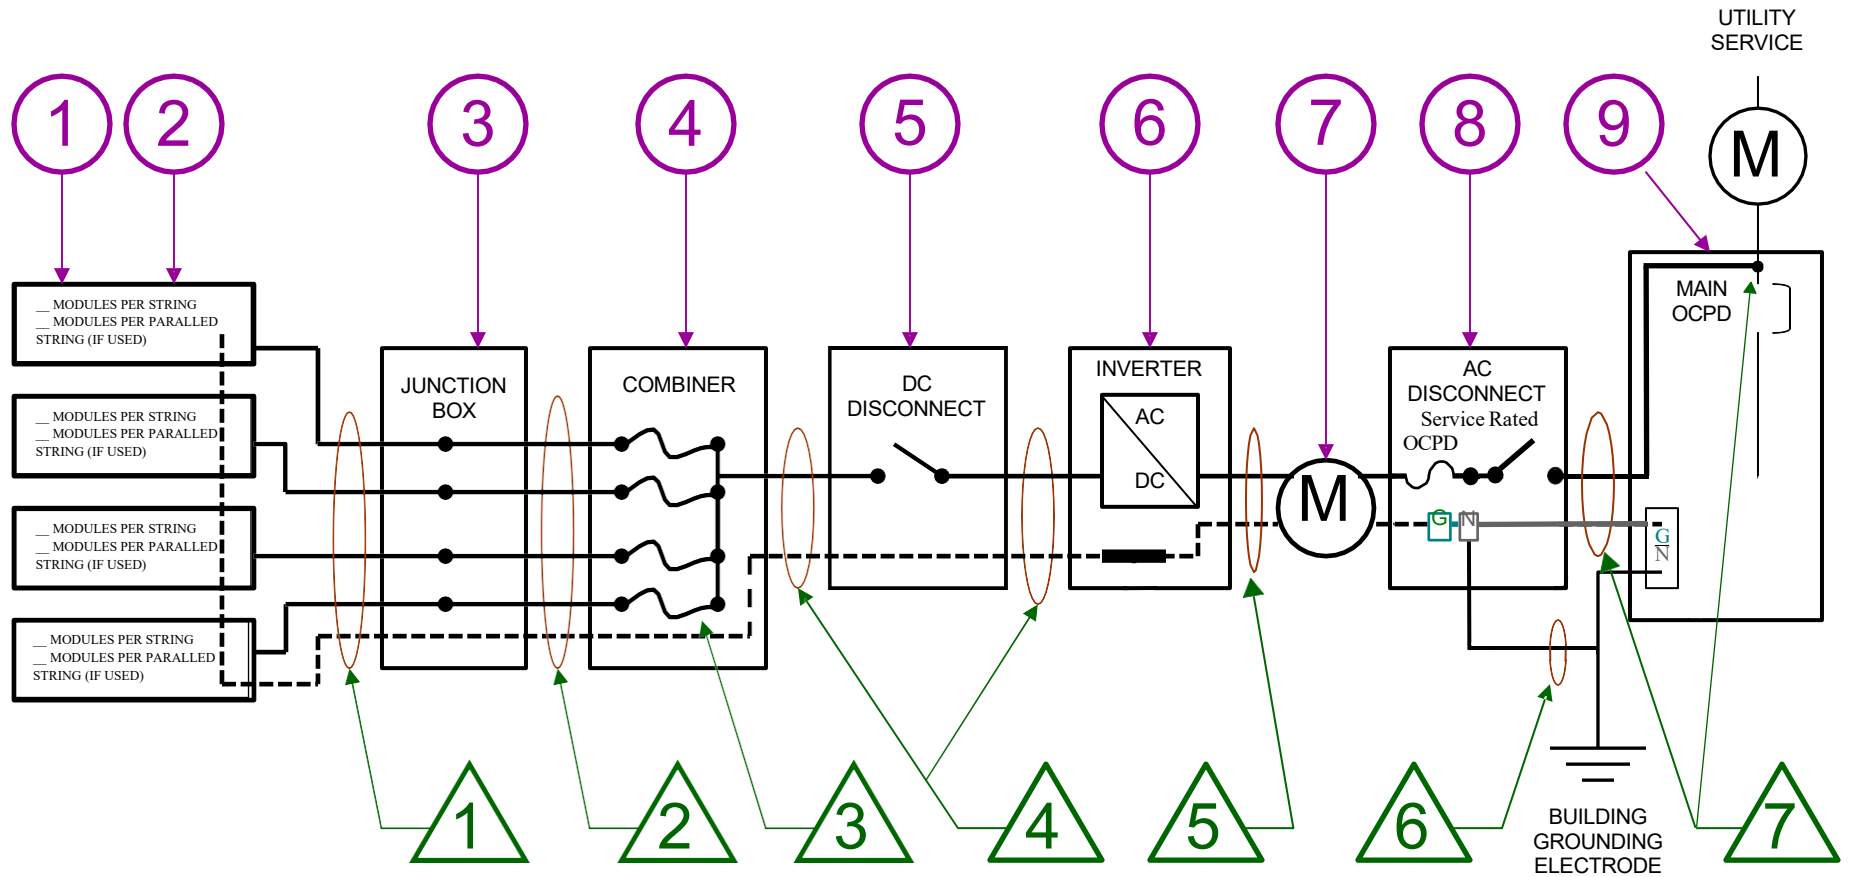 UTILITY
SERVICE
1
2
3
4
5
6
7
8
9
M
__ MODULES PER STRING
__ MODULES PER PARALLED
STRING (IF USED)
__ MODULES PER STRING
__ MODULES PER PARALLED
STRING (IF USED)
__ MODULES PER STRING
__ MODULES PER PARALLED
STRING (IF USED)
__ MODULES PER STRING
__ MODULES PER PARALLED
STRING (IF USED)
JUNCTION
BOX
COMBINER
DC
DISCONNECT
INVERTER
AC
DC
M
AC
DISCONNECT
Service Rated
OCPD
G
N
MAIN
OCPD
G
N
1
2
3
4
5
6
7
BUILDING
GROUNDING
ELECTRODE